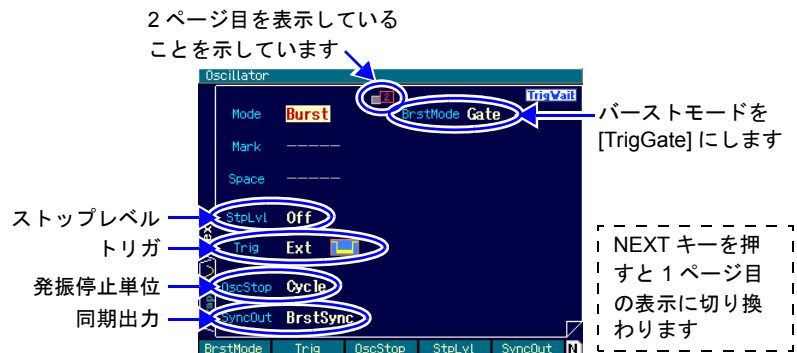 2 ページ目を表示している
ことを示しています
Oscillator
2
TrigWait
Mode Burst
BrstMode Gate
バーストモードを
[TrigGate] にします
Mark -----
Space -----
ストップレベル
StpLvl Off
トリガ
Trig Ext
発振停止単位
OscStop Cycle
同期出力
SyncOut BrstSync
NEXT キーを押
すと 1 ページ目
の表示に切り換
わります
BrstMode Trig OscStop StpLvl SyncOut N